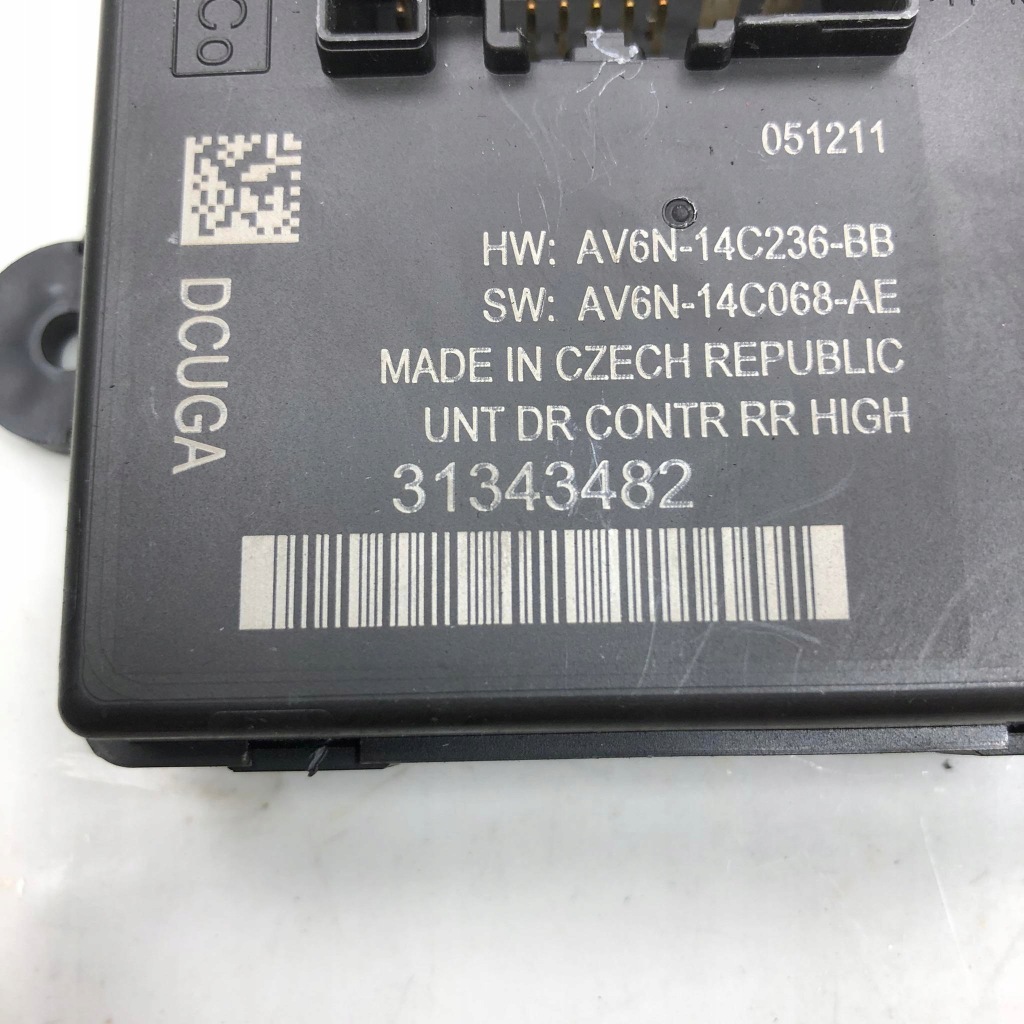 Co
051211
HW: AV6N-14C236-BB
SW: AV6N-14C068-AE
MADE IN CZECH REPUBLIC
UNT DR CONTR RR HIGH
31343482
DCUGA